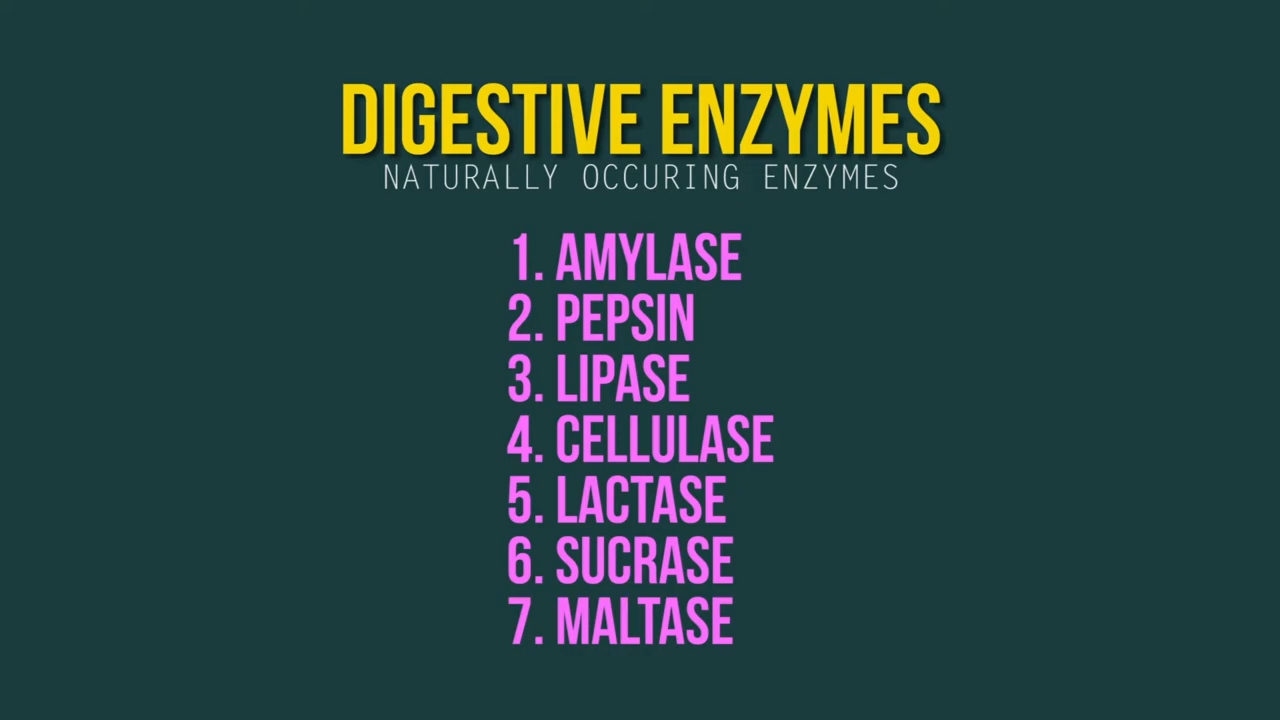 DIGESTIVE ENZYMES
NATURALLY OCCURING ENZYMES
1. AMYLASE
2. PEPSIN
3. LIPASE
4. CELLULASE
5. LACTASE
6. SUCRASE
7. MALTASE